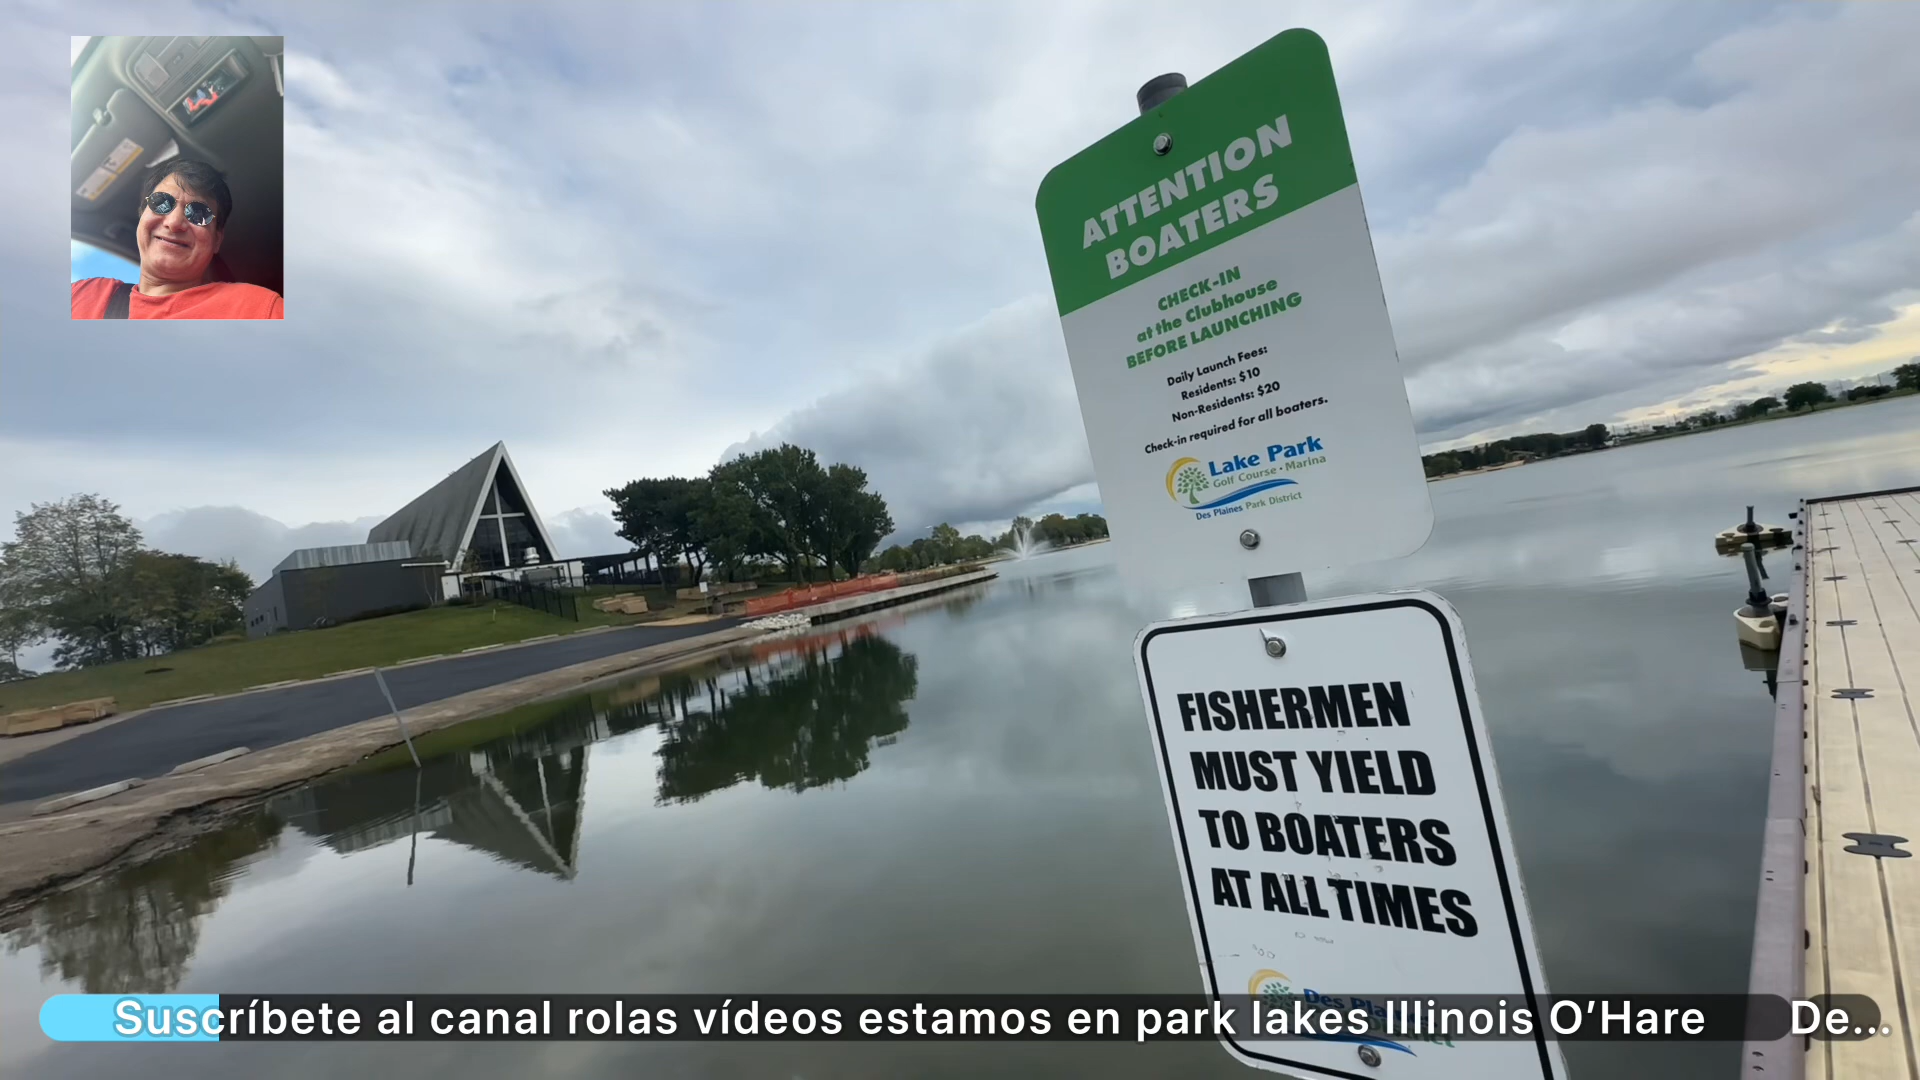 ATTENTION
BOATERS
CHECK-IN
at the Clubhouse
BEFORE LAUNCHING
Daily Launch Fees:
Residents: $10
Non-Residents: $20
Check-in required for all boaters.
Lake Park
Golf Course • Marina
Des Plaines Park District
FISHERMEN
MUST YIELD
TO BOATERS
AT ALL TIMES
Des Plaines
Suscríbete al canal rolas vídeos estamos en park lakes Illinois O’Hare De...